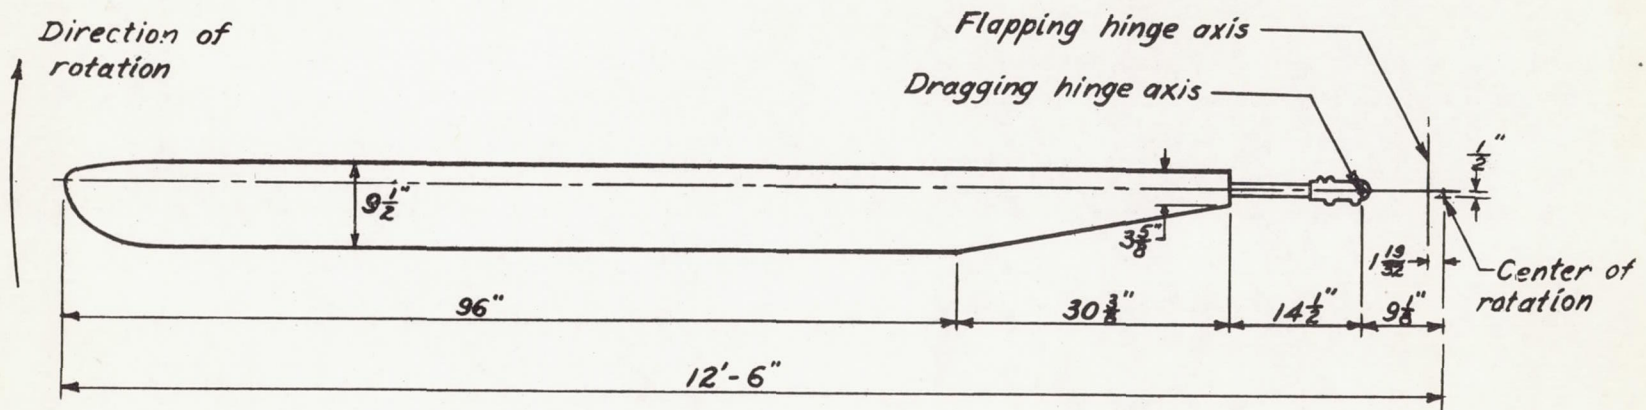 Direction of
rotation
Flapping hinge axis
Dragging hinge axis
1/2"
9 1/2"
3 5/8"
1 19/32
Center of
rotation
96"
30 3/8"
14 1/2"
9 1/8"
12'-6"